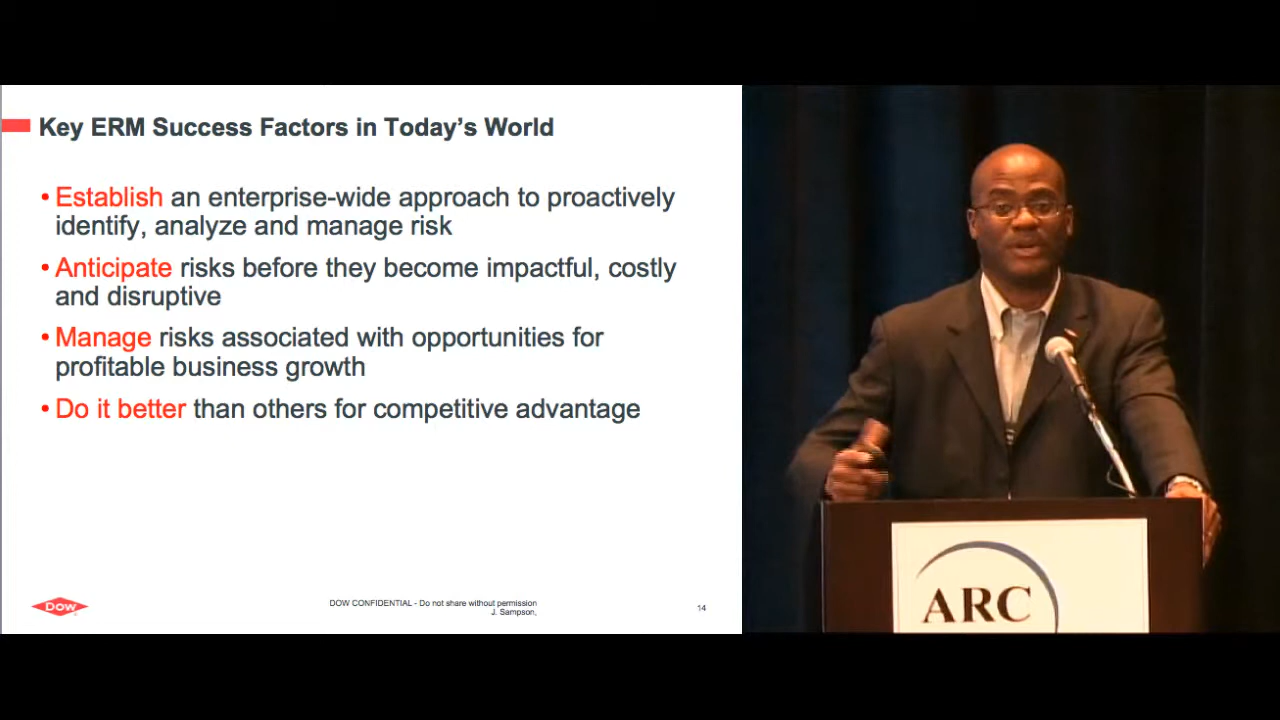 Key ERM Success Factors in Today's World
• Establish an enterprise-wide approach to proactively
identify, analyze and manage risk
• Anticipate risks before they become impactful, costly
and disruptive
• Manage risks associated with opportunities for
profitable business growth
• Do it better than others for competitive advantage
Dow
DOW CONFIDENTIAL - Do not share without permission
J. Sampson,
14
ARC